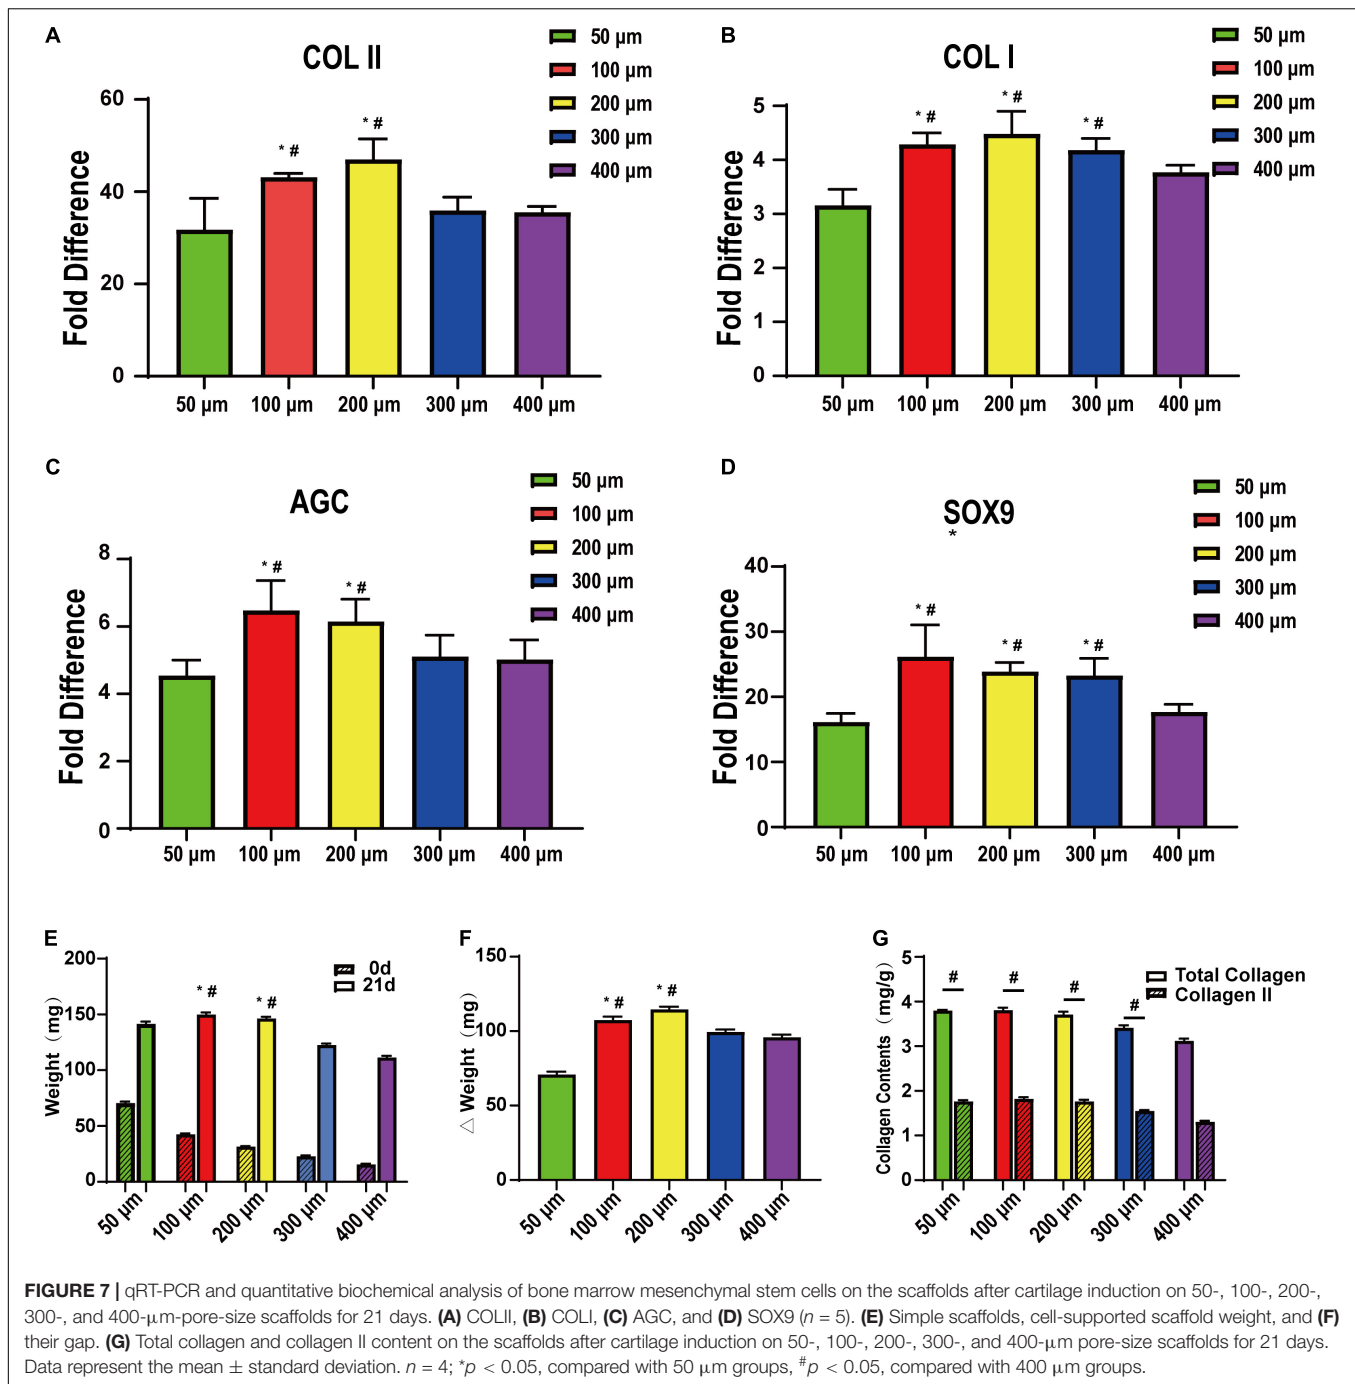 A
COL II
50 µm
100 µm
200 µm
300 µm
400 µm
Fold Difference
60
40
20
0
* #
* #
50 µm 100 µm 200 µm 300 µm 400 µm
B
COL I
50 µm
100 µm
200 µm
300 µm
400 µm
Fold Difference
5
4
3
2
1
0
* #
* #
* #
50 µm 100 µm 200 µm 300 µm 400 µm
C
AGC
50 µm
100 µm
200 µm
300 µm
400 µm
Fold Difference
8
6
4
2
0
* #
* #
50 µm 100 µm 200 µm 300 µm 400 µm
D
SOX9
*
50 µm
100 µm
200 µm
300 µm
400 µm
Fold Difference
40
30
20
10
0
* #
* #
* #
50 µm 100 µm 200 µm 300 µm 400 µm
E
0d
21d
Weight（mg）
200
150
100
50
0
* #
* #
50 µm 100 µm 200 µm 300 µm 400 µm
F
△ Weight（mg）
150
100
50
0
* #
* #
50 µm 100 µm 200 µm 300 µm 400 µm
G
Total Collagen
Collagen II
Collagen Contents（mg/g）
5
4
3
2
1
0
#
#
#
#
50 µm 100 µm 200 µm 300 µm 400 µm
FIGURE 7 | qRT-PCR and quantitative biochemical analysis of bone marrow mesenchymal stem cells on the scaffolds after cartilage induction on 50-, 100-, 200-,
300-, and 400-μm-pore-size scaffolds for 21 days. (A) COLII, (B) COLI, (C) AGC, and (D) SOX9 (n = 5). (E) Simple scaffolds, cell-supported scaffold weight, and (F)
their gap. (G) Total collagen and collagen II content on the scaffolds after cartilage induction on 50-, 100-, 200-, 300-, and 400-μm pore-size scaffolds for 21 days.
Data represent the mean ± standard deviation. n = 4; *p < 0.05, compared with 50 μm groups, #p < 0.05, compared with 400 μm groups.